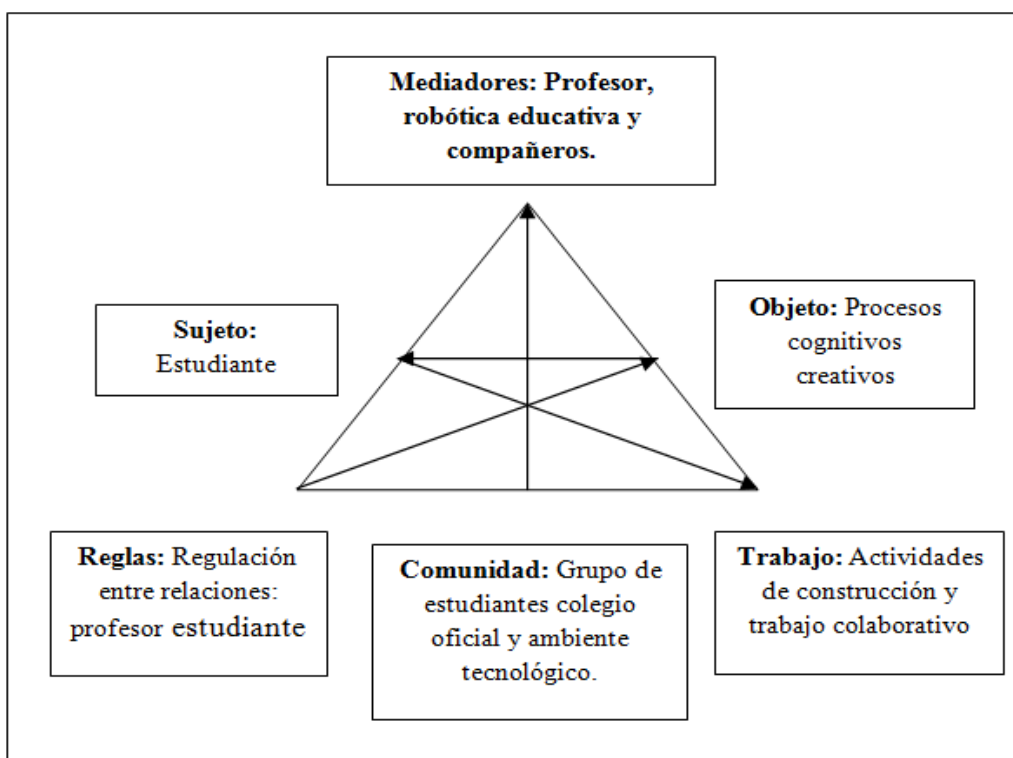 Mediadores: Profesor,
robótica educativa y
compañeros.
Sujeto:
Estudiante
Objeto: Procesos
cognitivos
creativos
Reglas: Regulación
entre relaciones:
profesor estudiante
Comunidad: Grupo de
estudiantes colegio
oficial y ambiente
tecnológico.
Trabajo: Actividades
de construcción y
trabajo colaborativo